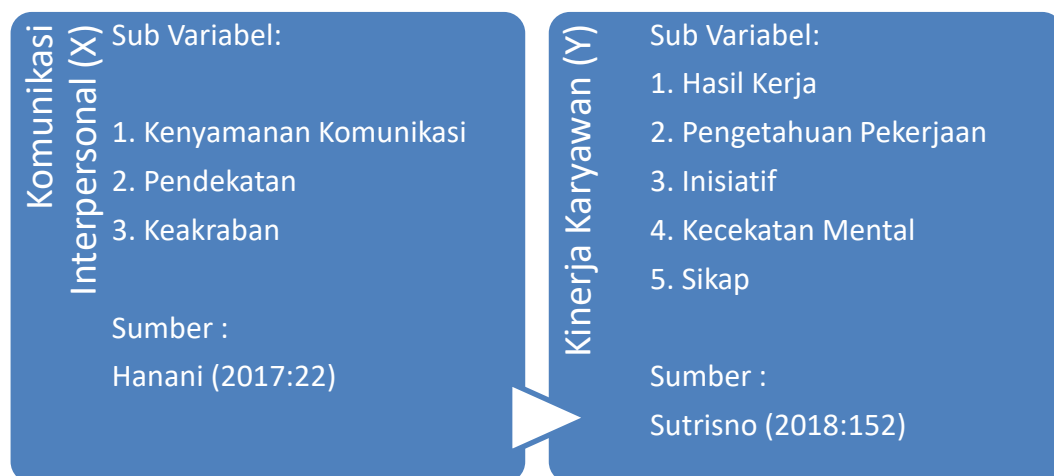 Komunikasi
Interpersonal (X)
Sub Variabel:
1. Kenyamanan Komunikasi
2. Pendekatan
3. Keakraban
Sumber :
Hanani (2017:22)
Kinerja Karyawan (Y)
Sub Variabel:
1. Hasil Kerja
2. Pengetahuan Pekerjaan
3. Inisiatif
4. Kecekatan Mental
5. Sikap
Sumber :
Sutrisno (2018:152)